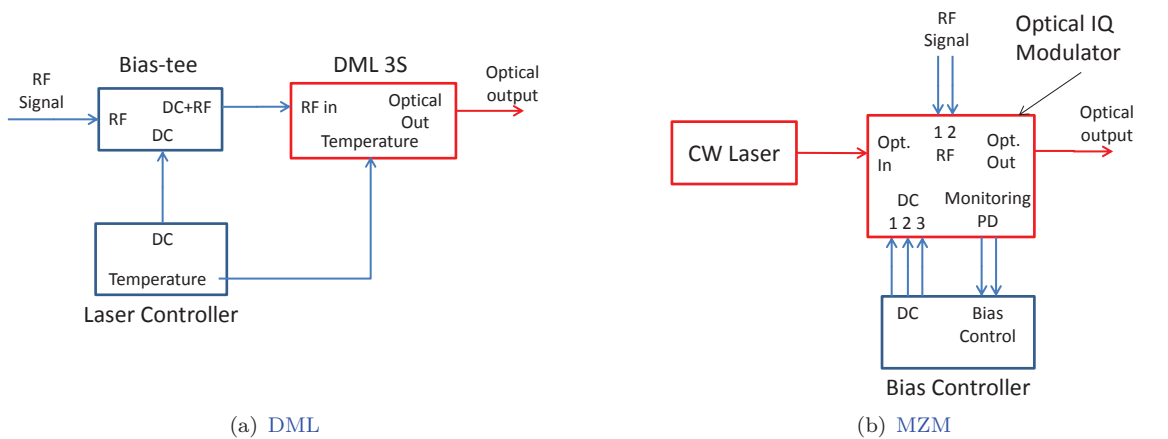 Bias-tee
RF
Signal
RF
DC+RF
DC
DML 3S
RF in
Optical
Out
Temperature
Optical
output
DC
Temperature
Laser Controller
(a) DML
RF
Signal
Optical IQ
Modulator
CW Laser
Opt.
In
1 2
RF
Opt.
Out
Optical
output
DC
1 2 3
Monitoring
PD
DC
Bias
Control
Bias Controller
(b) MZM